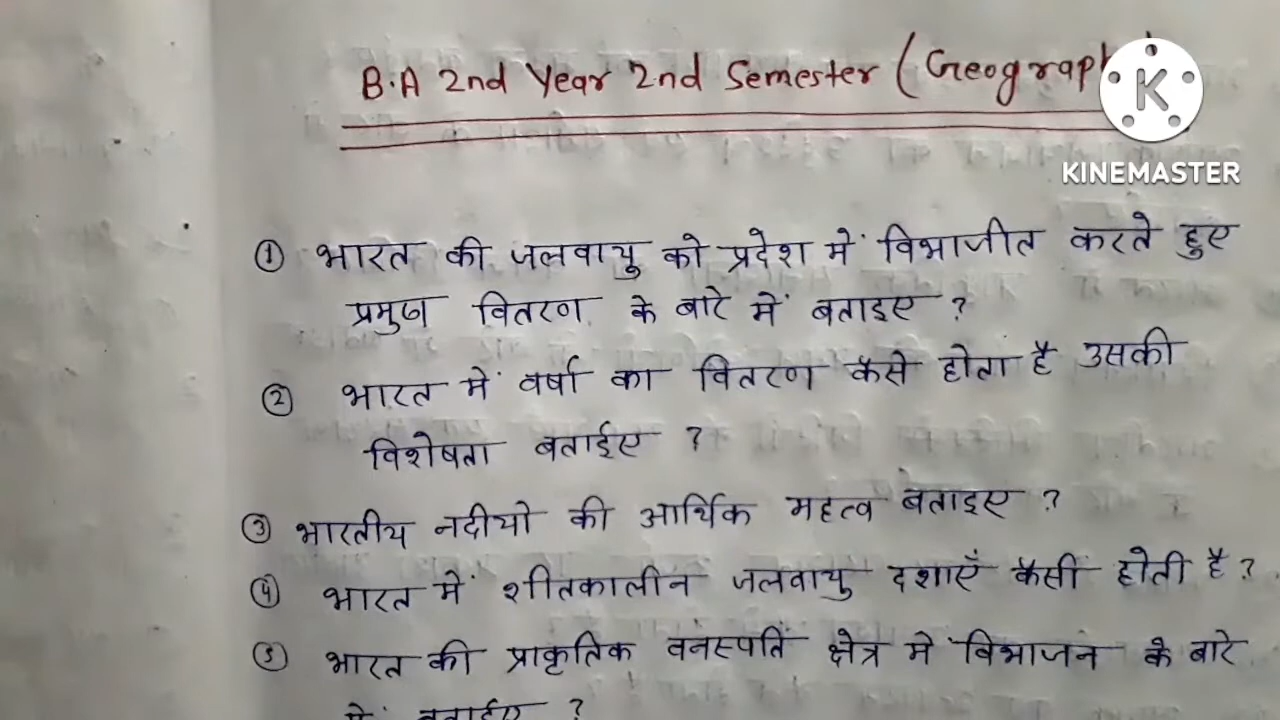 B.A 2nd Year 2nd Semester (Geograph
K
KINEMASTER
① भारत की जलवायु को प्रदेश में विभाजीत करते हुए
प्रमुख वितरण के बारे में बताइए ?
② भारत में वर्षा का वितरण कैसे होता है उसकी
विशेषता बताईए ?
③ भारतीय नदीयो की आर्थिक महत्व बताइए ?
④ भारत में शीतकालीन जलवायु दशाएँ कैसी होती है ?
⑤ भारत की प्राकृतिक वनस्पति क्षेत्र मे विभाजन के बारे
में बताईए ?